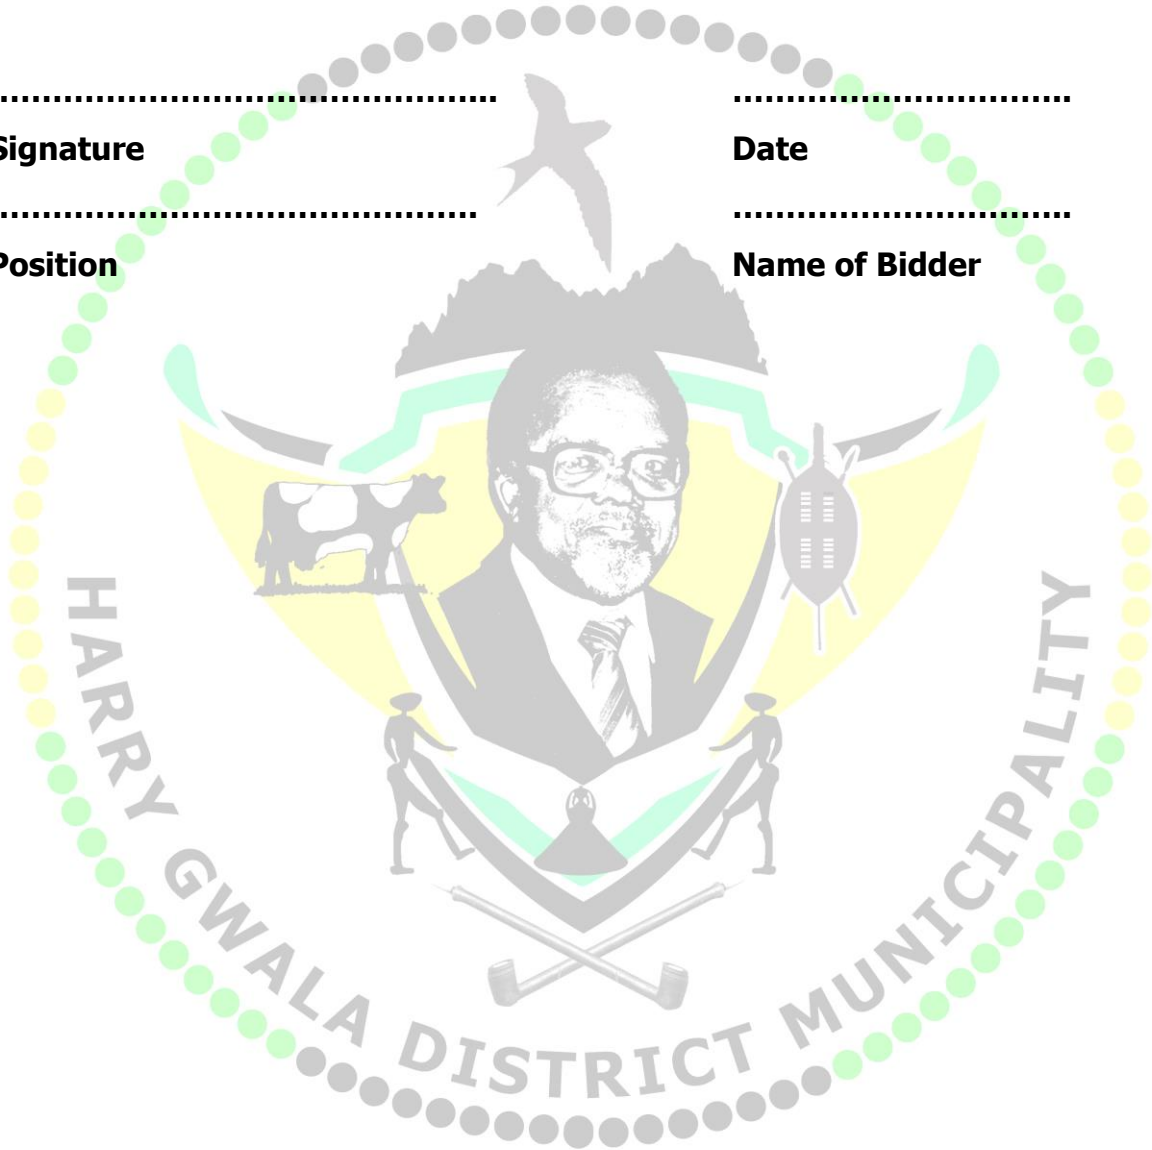 ……………………………………….. ……………………………..
Signature Date
………………………………………. ……………………………..
Position Name of Bidder
HARRY GWALA DISTRICT MUNICIPALITY